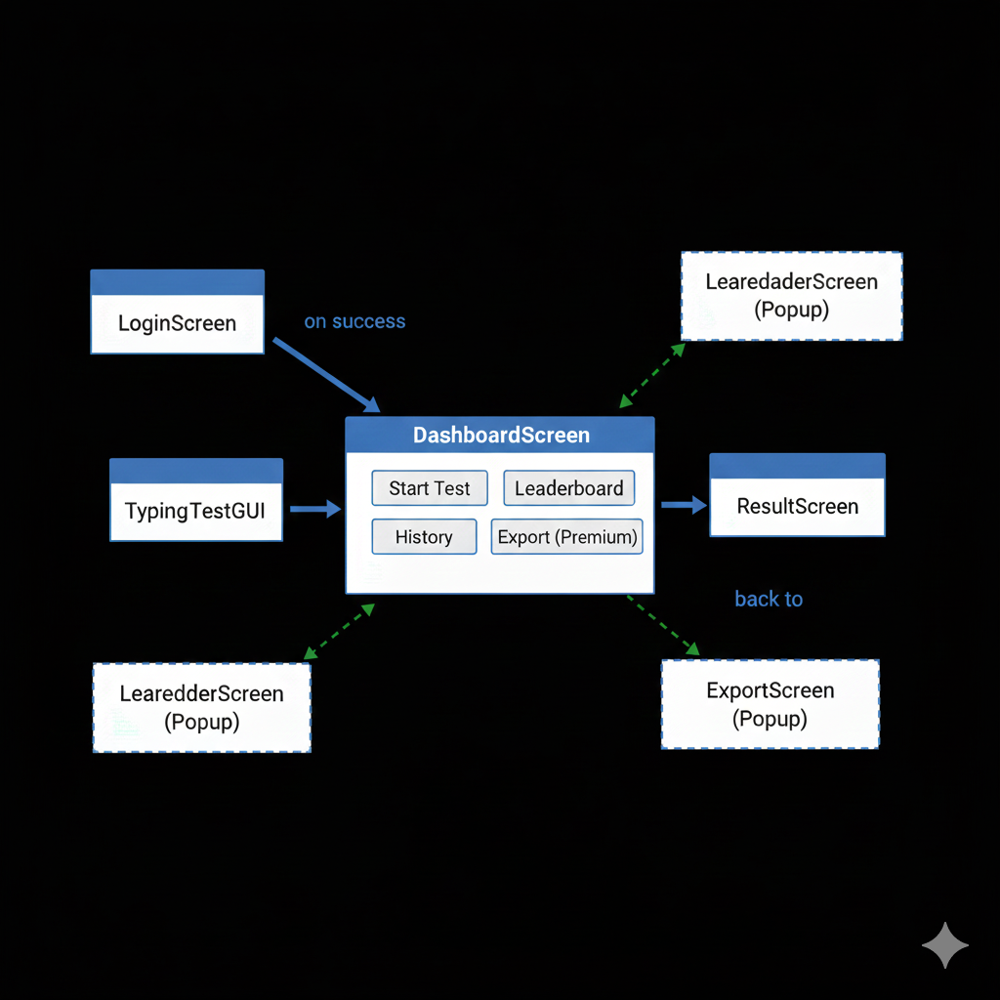 LearedaderScreen
(Popup)
LoginScreen
on success
DashboardScreen
Start Test
Leaderboard
History
Export (Premium)
TypingTestGUI
ResultScreen
back to
LearedderScreen
(Popup)
ExportScreen
(Popup)